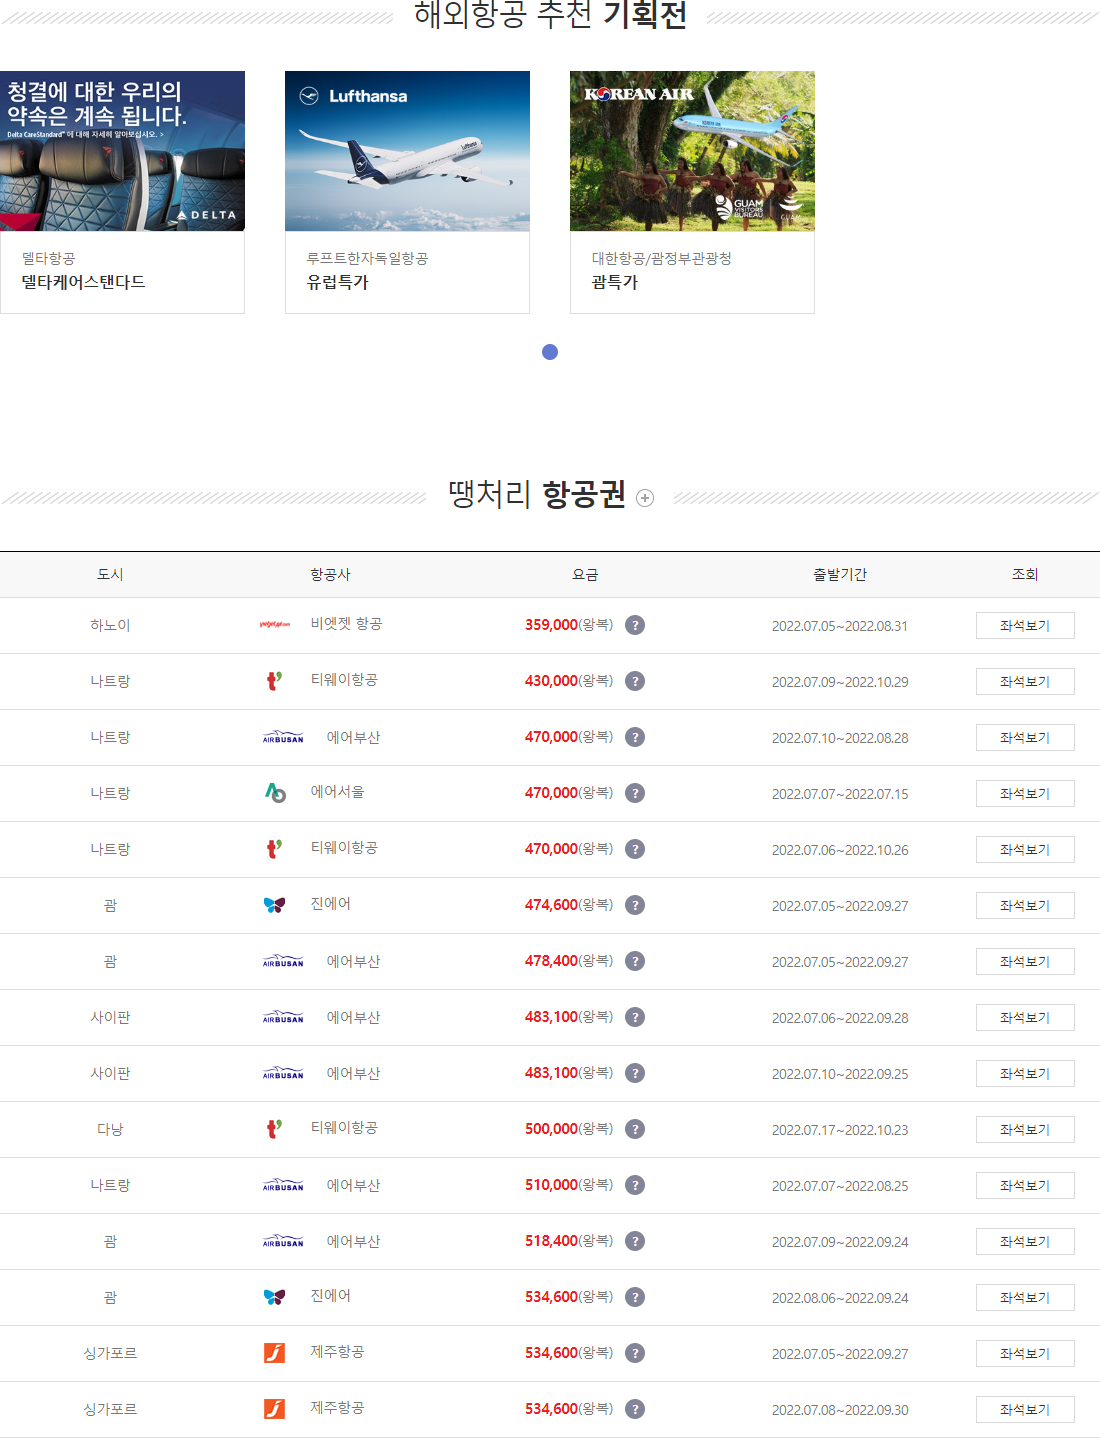 해외항공 추천 기획전
청결에 대한 우리의
약속은 계속 됩니다.
Delta CareStandard℠ 에 대해 자세히 알아보십시오. >
DELTA
Lufthansa
Lufthansa
KOREAN AIR
GUAM
VISITORS
BUREAU
GUAM
델타항공
델타케어스탠다드
루프트한자독일항공
유럽특가
대한항공/괌정부관광청
괌특가
땡처리 항공권
도시 항공사 요금 출발기간 조회
하노이 vietjetair.com 비엣젯 항공 359,000(왕복) ? 2022.07.05~2022.08.31 좌석보기
나트랑 t' 티웨이항공 430,000(왕복) ? 2022.07.09~2022.10.29 좌석보기
나트랑 AIR BUSAN 에어부산 470,000(왕복) ? 2022.07.10~2022.08.28 좌석보기
나트랑 에어서울 470,000(왕복) ? 2022.07.07~2022.07.15 좌석보기
나트랑 t' 티웨이항공 470,000(왕복) ? 2022.07.06~2022.10.26 좌석보기
괌 진에어 474,600(왕복) ? 2022.07.05~2022.09.27 좌석보기
괌 AIR BUSAN 에어부산 478,400(왕복) ? 2022.07.05~2022.09.27 좌석보기
사이판 AIR BUSAN 에어부산 483,100(왕복) ? 2022.07.06~2022.09.28 좌석보기
사이판 AIR BUSAN 에어부산 483,100(왕복) ? 2022.07.10~2022.09.25 좌석보기
다낭 t' 티웨이항공 500,000(왕복) ? 2022.07.17~2022.10.23 좌석보기
나트랑 AIR BUSAN 에어부산 510,000(왕복) ? 2022.07.07~2022.08.25 좌석보기
괌 AIR BUSAN 에어부산 518,400(왕복) ? 2022.07.09~2022.09.24 좌석보기
괌 진에어 534,600(왕복) ? 2022.08.06~2022.09.24 좌석보기
싱가포르 J 제주항공 534,600(왕복) ? 2022.07.05~2022.09.27 좌석보기
싱가포르 J 제주항공 534,600(왕복) ? 2022.07.08~2022.09.30 좌석보기